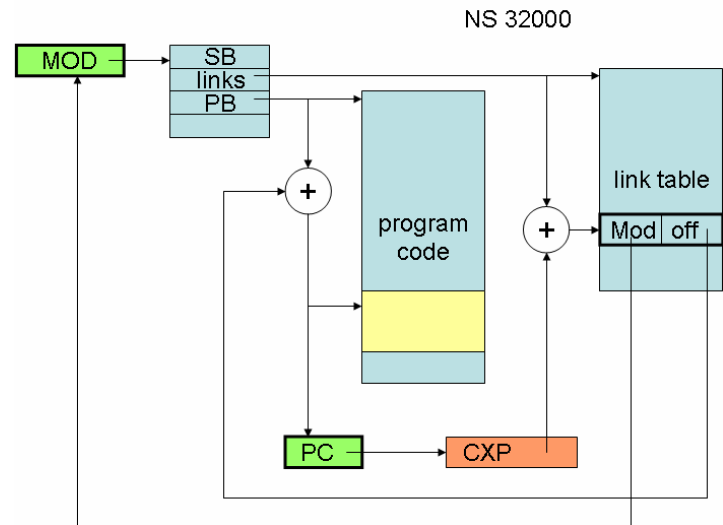 NS 32000
MOD
SB
links
PB
link table
+
+
program
code
Mod off
PC
CXP